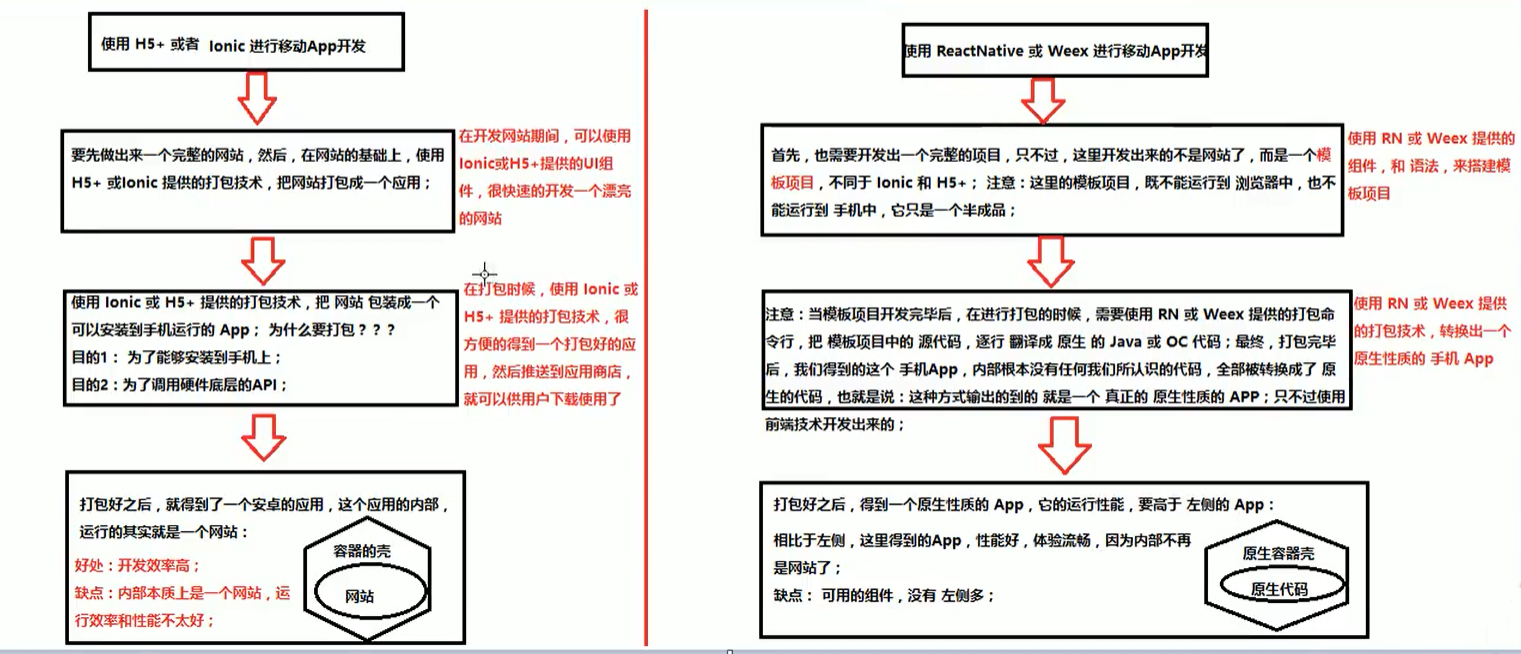 使用 H5+ 或者 Ionic 进行移动App开发
要先做出来一个完整的网站，然后，在网站的基础上，使用
H5+ 或Ionic 提供的打包技术，把网站打包成一个应用；
在开发网站期间，可以使用
Ionic或H5+提供的UI组
件，很快速的开发一个漂亮
的网站
使用 Ionic 或 H5+ 提供的打包技术，把 网站 包装成一个
可以安装到手机运行的 App； 为什么要打包？？？
目的1： 为了能够安装到手机上；
目的2：为了调用硬件底层的API；
在打包时候，使用 Ionic 或
H5+ 提供的打包技术，很
方便的得到一个打包好的应
用，然后推送到应用商店，
就可以供用户下载使用了
打包好之后，就得到了一个安卓的应用，这个应用的内部，
运行的其实就是一个网站：
好处：开发效率高；
缺点：内部本质上是一个网站，运
行效率和性能不太好；
容器的壳
网站
使用 ReactNative 或 Weex 进行移动App开发
首先，也需要开发出一个完整的项目，只不过，这里开发出来的不是网站了，而是一个模
板项目，不同于 Ionic 和 H5+； 注意：这里的模板项目，既不能运行到 浏览器中，也不
能运行到 手机中，它只是一个半成品；
使用 RN 或 Weex 提供的
组件，和 语法，来搭建模
板项目
注意：当模板项目开发完毕后，在进行打包的时候，需要使用 RN 或 Weex 提供的打包命
令行，把 模板项目中的 源代码，逐行 翻译成 原生 的 Java 或 OC 代码；最终，打包完毕
后，我们得到的这个 手机App，内部根本没有任何我们所认识的代码，全部被转换成了 原
生的代码，也就是说：这种方式输出的到的 就是一个 真正的 原生性质的 APP；只不过使用
前端技术开发出来的；
使用 RN 或 Weex 提供
的打包技术，转换出一个
原生性质的 手机 App
打包好之后，得到一个原生性质的 App，它的运行性能，要高于 左侧的 App：
相比于左侧，这里得到的App，性能好，体验流畅，因为内部不再
是网站了；
缺点： 可用的组件，没有 左侧多；
原生容器壳
原生代码